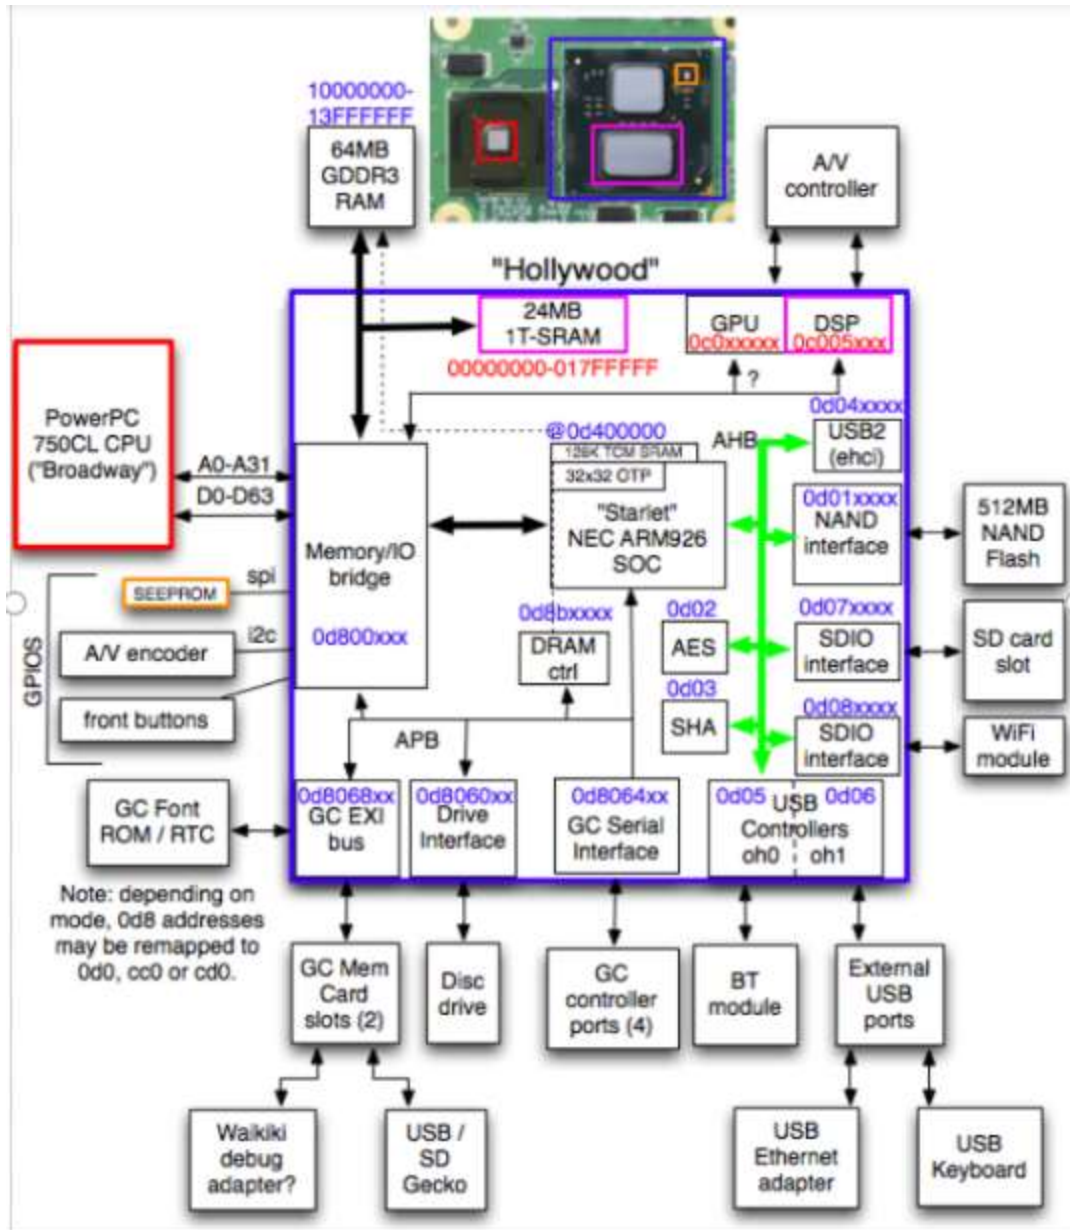 10000000-
13FFFFFF
64MB
GDDR3
RAM
A/V
controller
"Hollywood"
24MB
1T-SRAM
00000000-017FFFFF
GPU
0c0xxxxx
DSP
0c005xxx
?
PowerPC
750CL CPU
("Broadway")
A0-A31
D0-D63
Memory/IO
bridge
0d800xxx
@0d400000
128K TCM SRAM
32x32 OTP
"Starlet"
NEC ARM926
SOC
AHB
0d04xxxx
USB2
(ehci)
0d01xxxx
NAND
interface
512MB
NAND
Flash
GPIOS
SEEPROM
spi
A/V encoder
i2c
front buttons
0d8bxxxx
DRAM
ctrl
0d02
AES
0d03
SHA
0d07xxxx
SDIO
interface
SD card
slot
0d08xxxx
SDIO
interface
WiFi
module
APB
GC Font
ROM / RTC
0d8068xx
GC EXI
bus
0d8060xx
Drive
Interface
0d8064xx
GC Serial
Interface
0d05 0d06
USB
Controllers
oh0 oh1
Note: depending on
mode, 0d8 addresses
may be remapped to
0d0, cc0 or cd0.
GC Mem
Card
slots (2)
Disc
drive
GC
controller
ports (4)
BT
module
External
USB
ports
Waikiki
debug
adapter?
USB /
SD
Gecko
USB
Ethernet
adapter
USB
Keyboard